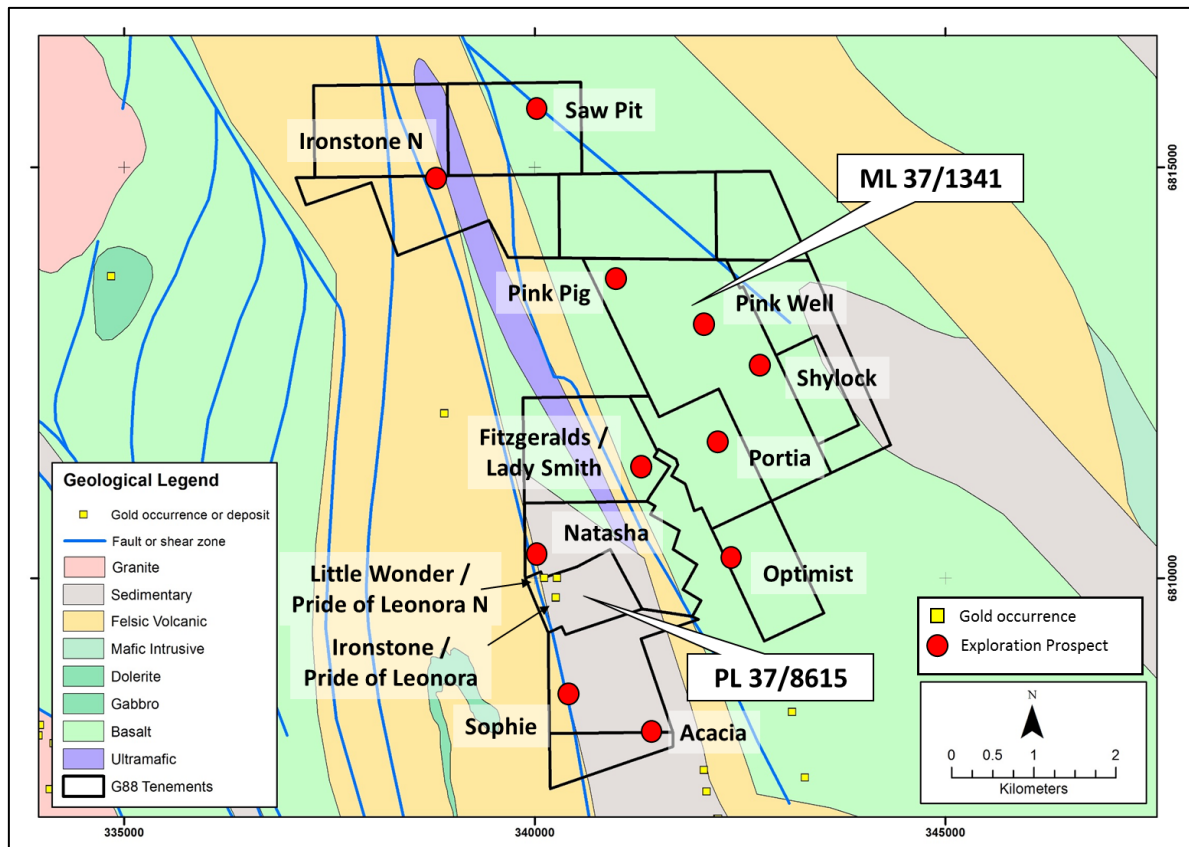 Saw Pit
Ironstone N
6815000
ML 37/1341
Pink Pig
Pink Well
Shylock
Fitzgeralds /
Lady Smith
Portia
Geological Legend
Gold occurrence or deposit
Fault or shear zone
Granite
Sedimentary
Felsic Volcanic
Mafic Intrusive
Dolerite
Gabbro
Basalt
Ultramafic
G88 Tenements
Natasha
Little Wonder /
Pride of Leonora N
Optimist
6810000
Ironstone /
Pride of Leonora
PL 37/8615
Sophie
Acacia
Gold occurrence
Exploration Prospect
N
0 0.5 1 2
Kilometers
335000
340000
345000